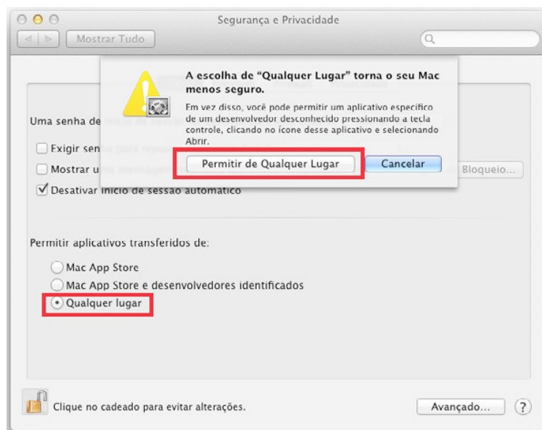 Segurança e Privacidade
Mostrar Tudo
A escolha de “Qualquer Lugar” torna o seu Mac
menos seguro.
Em vez disso, você pode permitir um aplicativo específico
de um desenvolvedor desconhecido pressionando a tecla
controle, clicando no ícone desse aplicativo e selecionando
Abrir.
Permitir de Qualquer Lugar
Cancelar
Uma senha de
Exigir sen
Mostrar u
Bloqueio...
Desativar início de sessão automático
Permitir aplicativos transferidos de:
Mac App Store
Mac App Store e desenvolvedores identificados
Qualquer lugar
Clique no cadeado para evitar alterações.
Avançado...
?